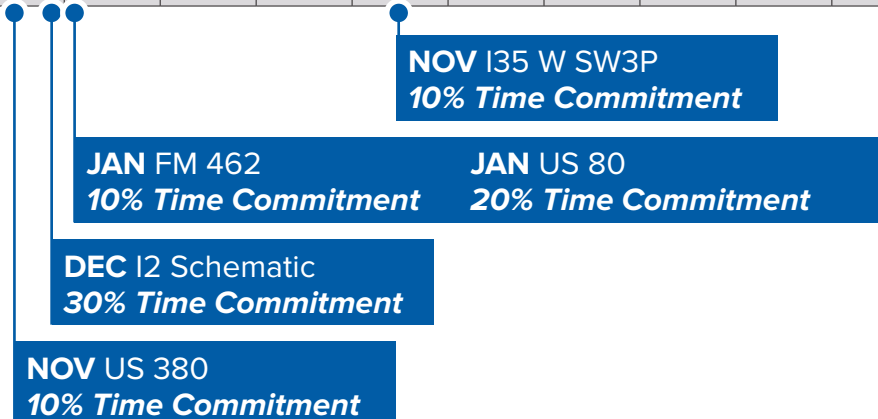 NOV I35 W SW3P
10% Time Commitment
JAN FM 462
10% Time Commitment
JAN US 80
20% Time Commitment
DEC I2 Schematic
30% Time Commitment
NOV US 380
10% Time Commitment